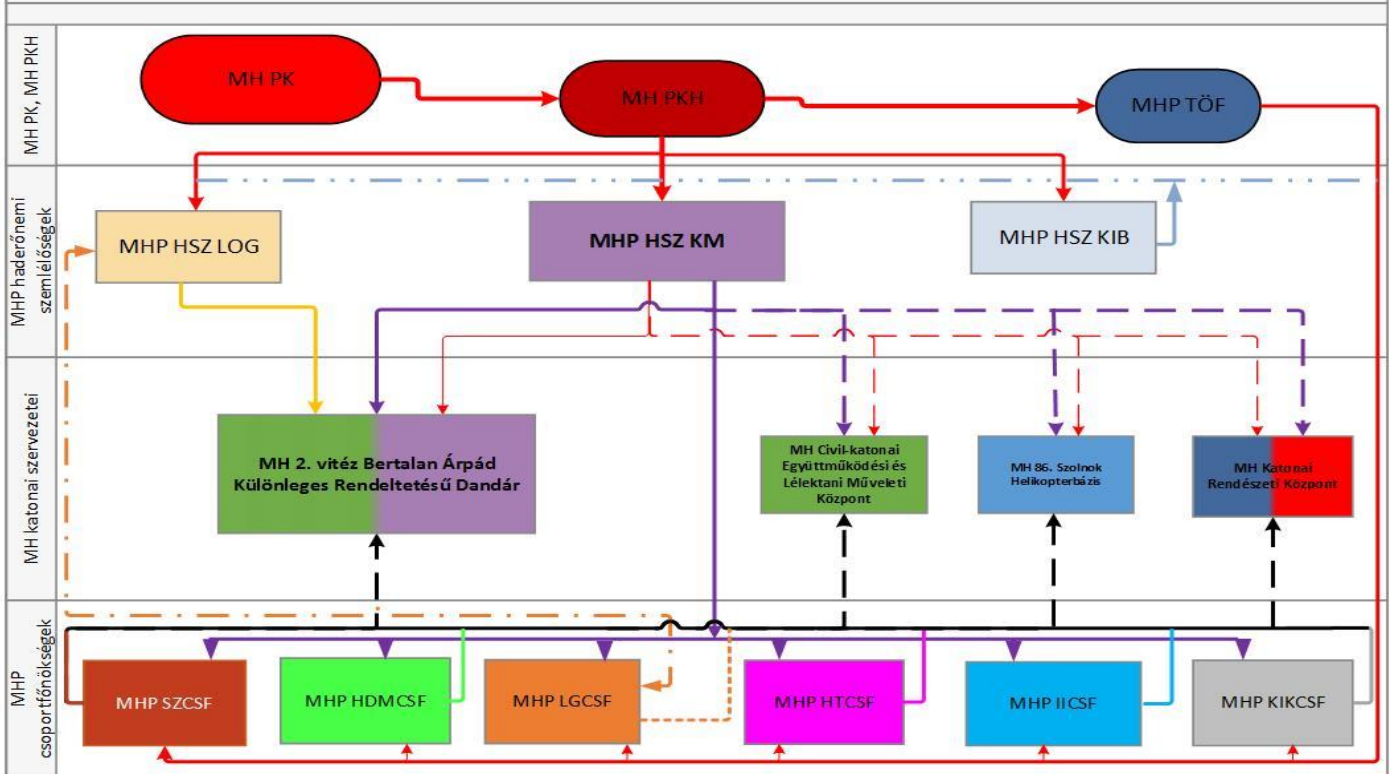 MH PK, MH PKH
MH PK
MH PKH
MHP TÖF
MHP haderőnemi
szemlélőségek
MHP HSZ LOG
MHP HSZ KM
MHP HSZ KIB
MH katonai szervezetei
MH 2. vitéz Bertalan Árpád
Különleges Rendeltetésű Dandár
MH Civil-katonai
Együttműködési és
Lélektani Műveleti
Központ
MH 86. Szolnok
Helikopterbázis
MH Katonai
Rendészeti Központ
MHP
csoportfőnökségek
MHP SZCSF
MHP HDMCSF
MHP LGCSF
MHP HTCSF
MHP IICSF
MHP KIKCSF